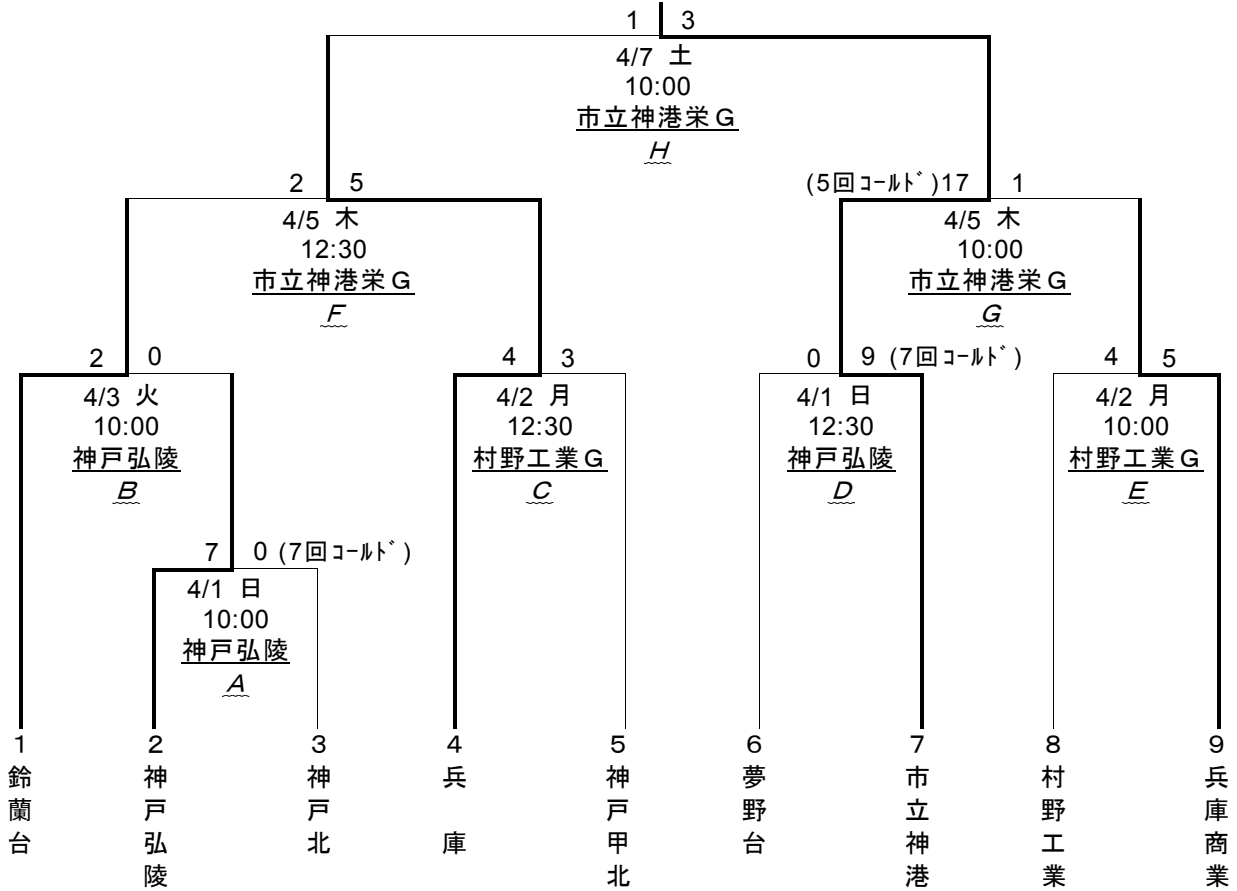 1 3
4/7 土
10:00
市立神港栄Ｇ
Ｈ
2 5
4/5 木
12:30
市立神港栄Ｇ
Ｆ
(5回ｺｰﾙﾄﾞ)17 1
4/5 木
10:00
市立神港栄Ｇ
Ｇ
2 0
4/3 火
10:00
神戸弘陵
Ｂ
4 3
4/2 月
12:30
村野工業Ｇ
Ｃ
0 9 (7回ｺｰﾙﾄﾞ)
4/1 日
12:30
神戸弘陵
Ｄ
4 5
4/2 月
10:00
村野工業Ｇ
Ｅ
7 0 (7回ｺｰﾙﾄﾞ)
4/1 日
10:00
神戸弘陵
Ａ
1 鈴蘭台
2 神戸弘陵
3 神戸北
4 兵庫
5 神戸甲北
6 夢野台
7 市立神港
8 村野工業
9 兵庫商業